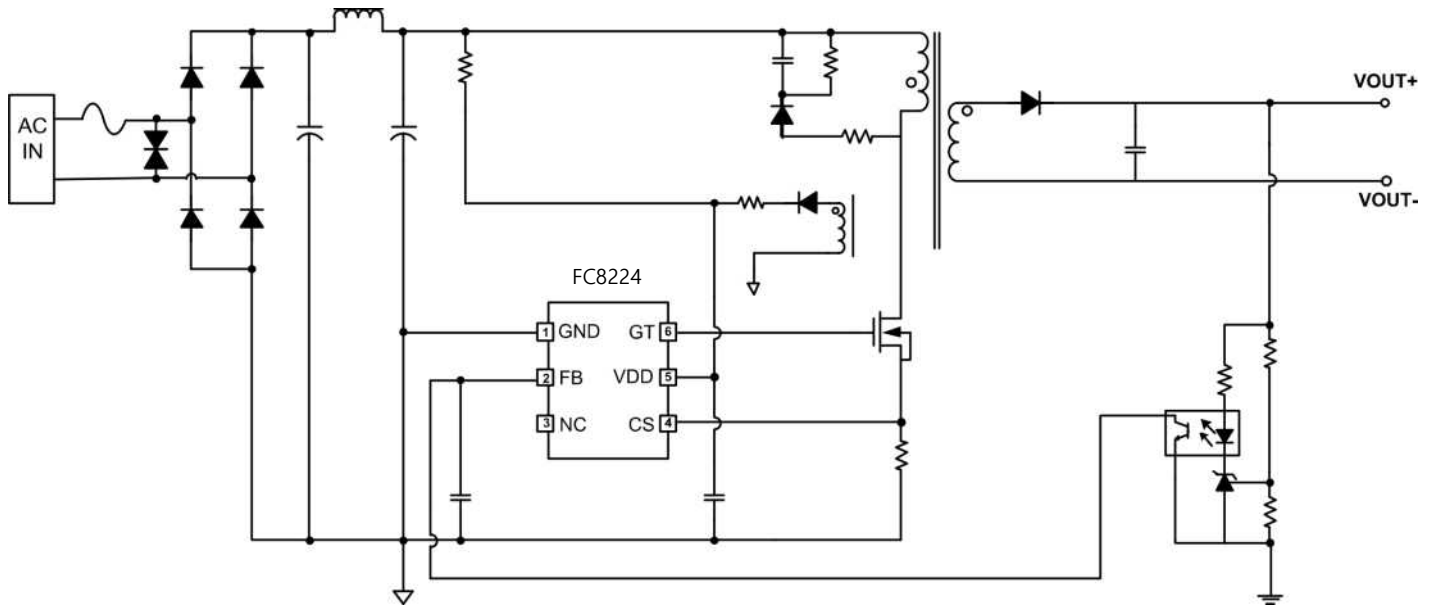 AC
IN
VOUT+
VOUT-
FC8224
1 GND GT 6
2 FB VDD 5
3 NC CS 4